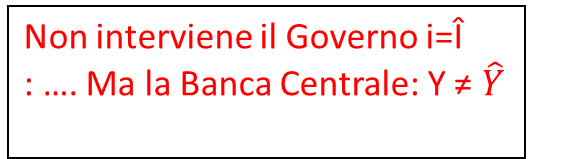 Non interviene il Governo i=Î
: .... Ma la Banca Centrale: Y ≠ Ŷ